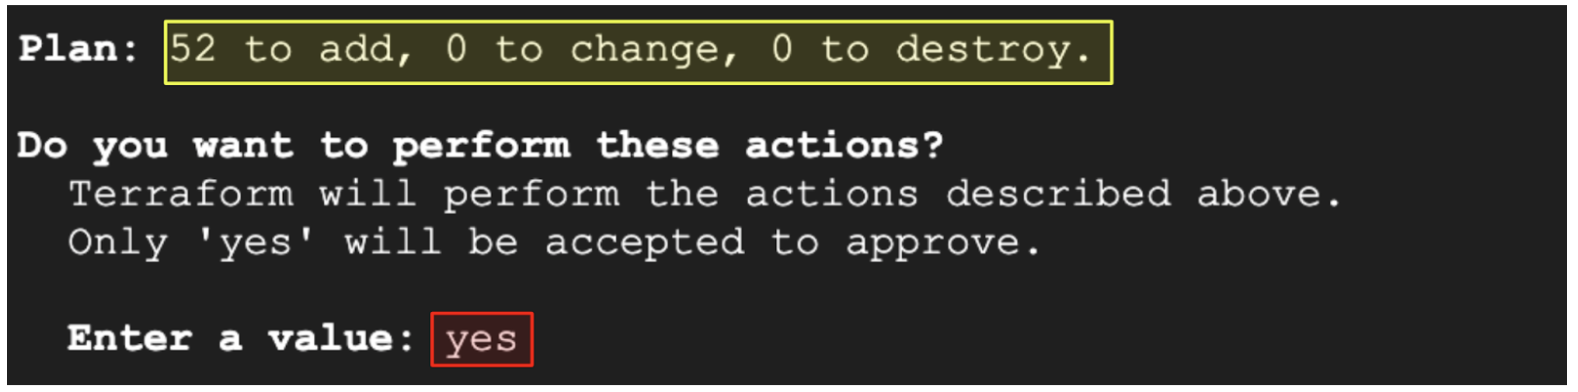 Plan: 52 to add, 0 to change, 0 to destroy.
Do you want to perform these actions?
Terraform will perform the actions described above.
Only 'yes' will be accepted to approve.
Enter a value: yes